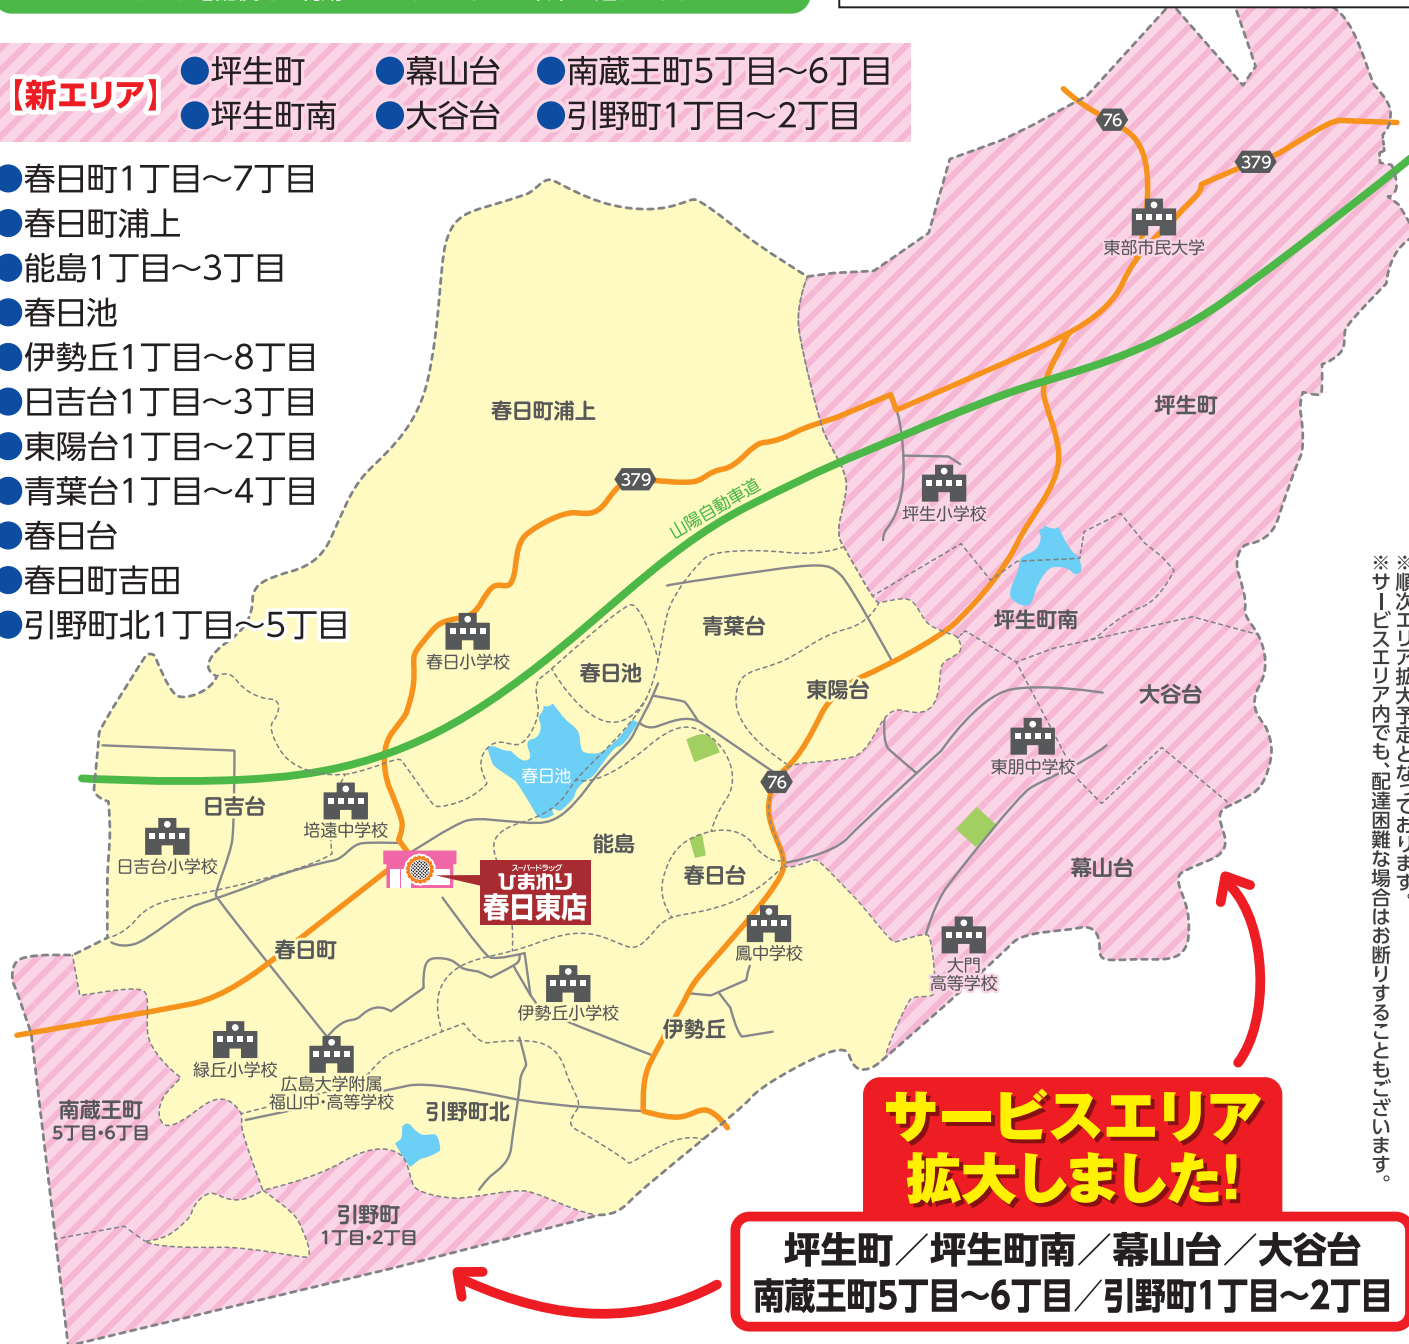 【新エリア】
●坪生町
●幕山台
●南蔵王町5丁目～6丁目
●坪生町南
●大谷台
●引野町1丁目～2丁目
●春日町1丁目～7丁目
●春日町浦上
●能島1丁目～3丁目
●春日池
●伊勢丘1丁目～8丁目
●日吉台1丁目～3丁目
●東陽台1丁目～2丁目
●青葉台1丁目～4丁目
●春日台
●春日町吉田
●引野町北1丁目～5丁目
76
379
東部市民大学
坪生町
春日町浦上
379
山陽自動車道
坪生小学校
坪生町南
青葉台
春日小学校
春日池
東陽台
大谷台
東朋中学校
春日池
76
日吉台
培遠中学校
日吉台小学校
能島
春日台
幕山台
スーパードラッグ
ひまわり
春日東店
春日町
鳳中学校
大門
高等学校
伊勢丘小学校
伊勢丘
緑丘小学校
広島大学附属
福山中・高等学校
引野町北
南蔵王町
5丁目・6丁目
引野町
1丁目・2丁目
※順次エリア拡大予定となっております。
※サービスエリア内でも、配達困難な場合はお断りすることもございます。
サービスエリア
拡大しました!
坪生町／坪生町南／幕山台／大谷台
南蔵王町5丁目～6丁目／引野町1丁目～2丁目